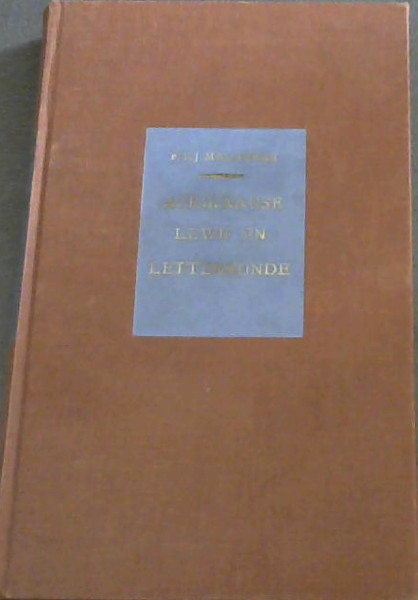 F. E. J. MALHERBE
AFRIKAANSE
LEWE EN
LETTERKUNDE